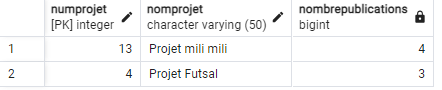 numprojet nomprojet nombrepublications
[PK] integer character varying (50) bigint
1 13 Projet mili mili 4
2 4 Projet Futsal 3